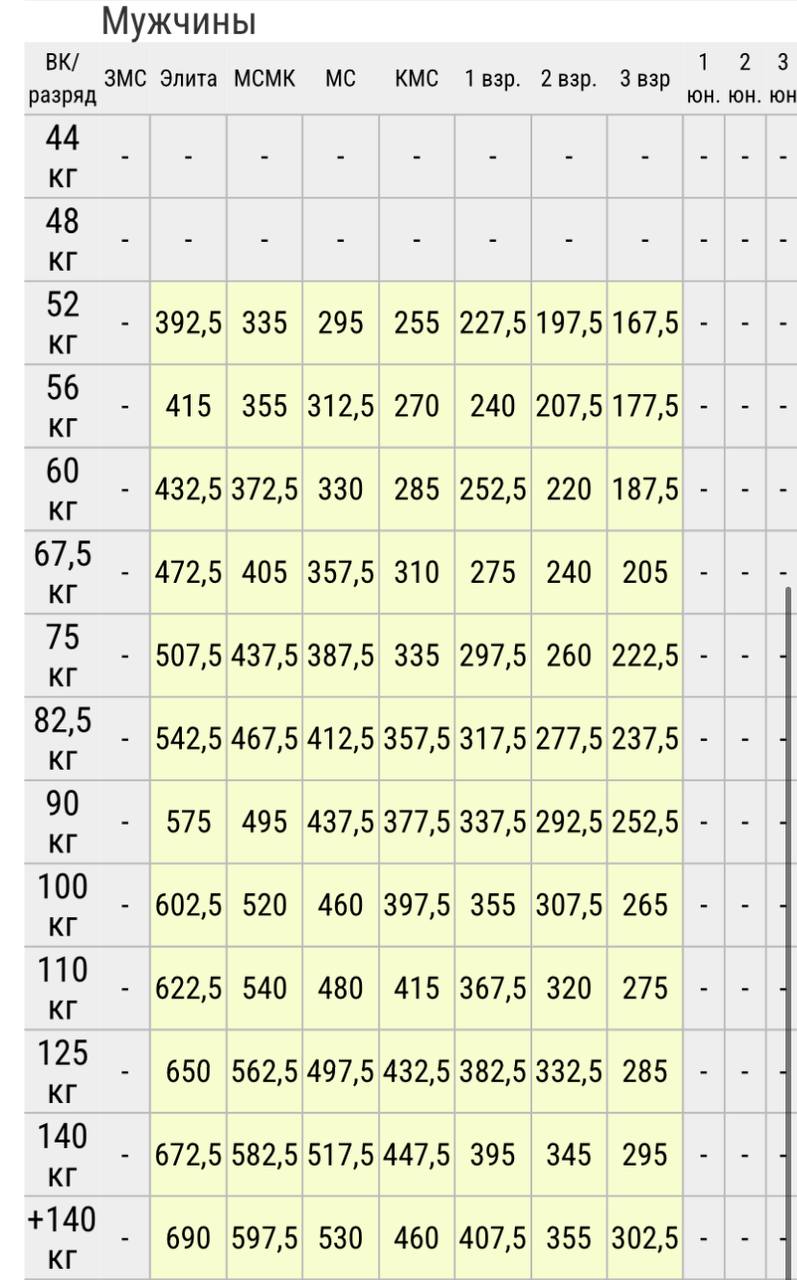 Мужчины
ВК/разряд ЗМС Элита МСМК МС КМС 1 взр. 2 взр. 3 взр 1 юн. 2 юн. 3 юн
44 кг - - - - - - - - - - -
48 кг - - - - - - - - - - -
52 кг - 392,5 335 295 255 227,5 197,5 167,5 - - -
56 кг - 415 355 312,5 270 240 207,5 177,5 - - -
60 кг - 432,5 372,5 330 285 252,5 220 187,5 - - -
67,5 кг - 472,5 405 357,5 310 275 240 205 - - -
75 кг - 507,5 437,5 387,5 335 297,5 260 222,5 - - -
82,5 кг - 542,5 467,5 412,5 357,5 317,5 277,5 237,5 - - -
90 кг - 575 495 437,5 377,5 337,5 292,5 252,5 - - -
100 кг - 602,5 520 460 397,5 355 307,5 265 - - -
110 кг - 622,5 540 480 415 367,5 320 275 - - -
125 кг - 650 562,5 497,5 432,5 382,5 332,5 285 - - -
140 кг - 672,5 582,5 517,5 447,5 395 345 295 - - -
+140 кг - 690 597,5 530 460 407,5 355 302,5 - - -